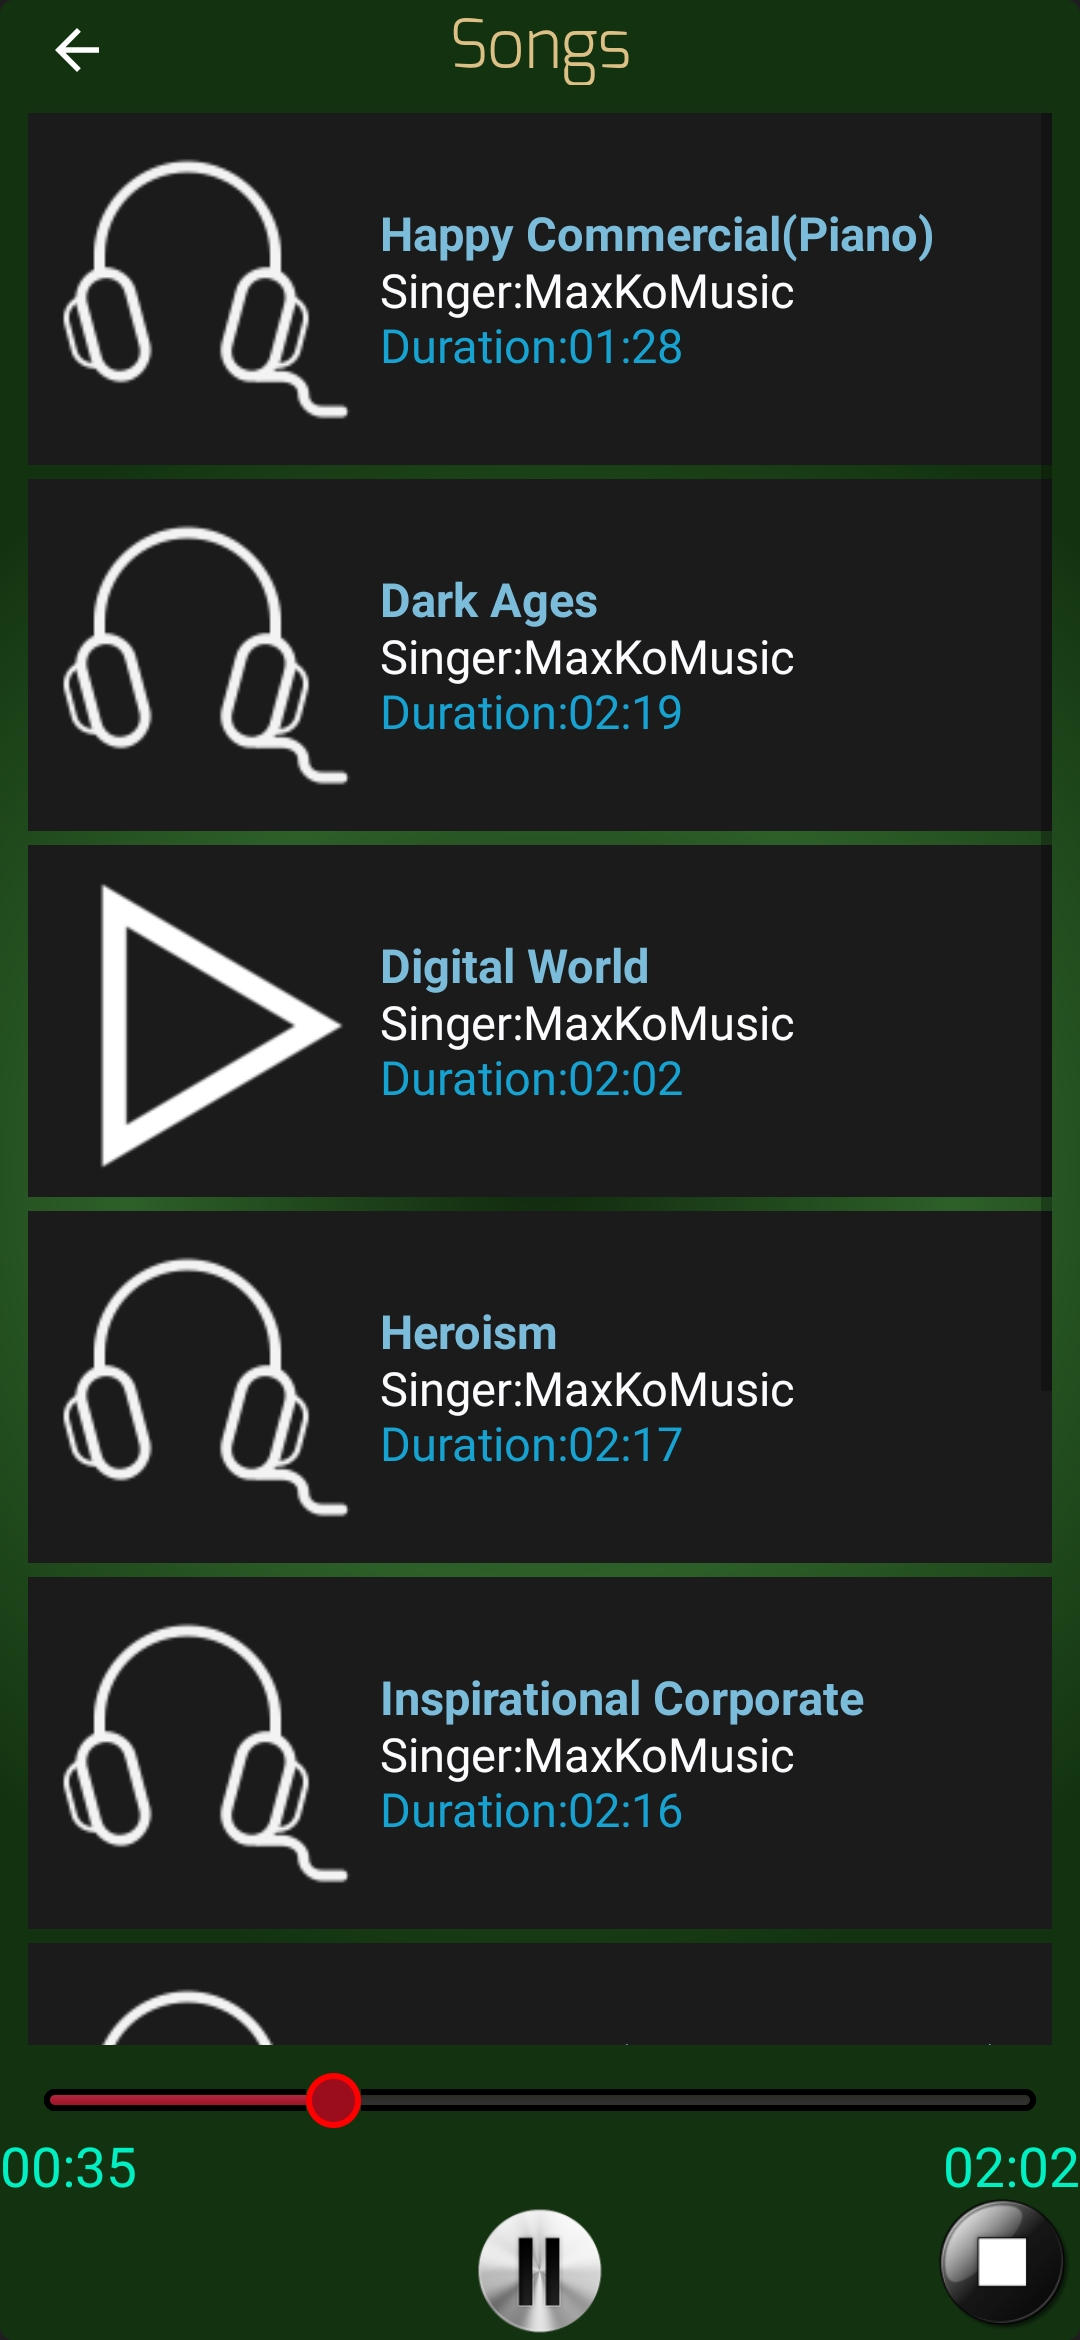 Songs
Happy Commercial(Piano)
Singer:MaxKoMusic
Duration:01:28
Dark Ages
Singer:MaxKoMusic
Duration:02:19
Digital World
Singer:MaxKoMusic
Duration:02:02
Heroism
Singer:MaxKoMusic
Duration:02:17
Inspirational Corporate
Singer:MaxKoMusic
Duration:02:16
00:35
02:02